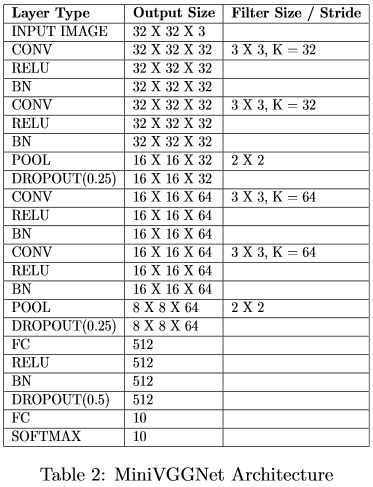 Layer Type Output Size Filter Size / Stride
INPUT IMAGE 32 X 32 X 3
CONV 32 X 32 X 32 3 X 3, K = 32
RELU 32 X 32 X 32
BN 32 X 32 X 32
CONV 32 X 32 X 32 3 X 3, K = 32
RELU 32 X 32 X 32
BN 32 X 32 X 32
POOL 16 X 16 X 32 2 X 2
DROPOUT(0.25) 16 X 16 X 32
CONV 16 X 16 X 64 3 X 3, K = 64
RELU 16 X 16 X 64
BN 16 X 16 X 64
CONV 16 X 16 X 64 3 X 3, K = 64
RELU 16 X 16 X 64
BN 16 X 16 X 64
POOL 8 X 8 X 64 2 X 2
DROPOUT(0.25) 8 X 8 X 64
FC 512
RELU 512
BN 512
DROPOUT(0.5) 512
FC 10
SOFTMAX 10
Table 2: MiniVGGNet Architecture